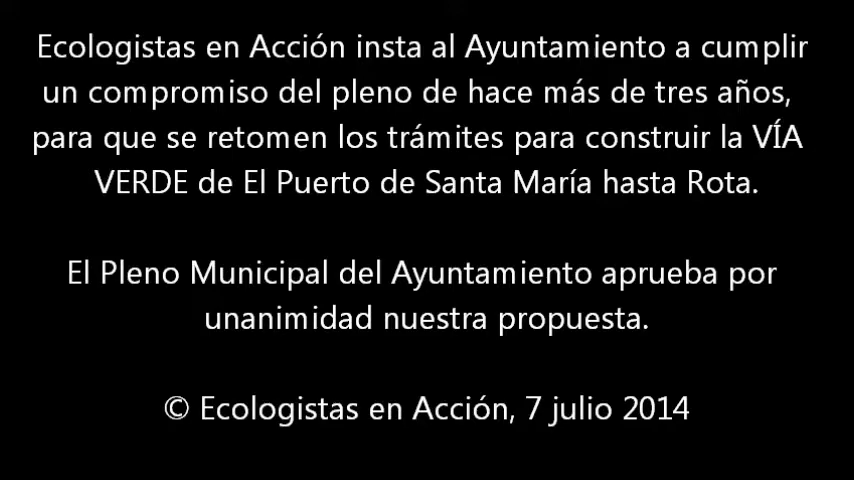 Ecologistas en Acción insta al Ayuntamiento a cumplir
un compromiso del pleno de hace más de tres años,
para que se retomen los trámites para construir la VÍA
VERDE de El Puerto de Santa María hasta Rota.
El Pleno Municipal del Ayuntamiento aprueba por
unanimidad nuestra propuesta.
© Ecologistas en Acción, 7 julio 2014